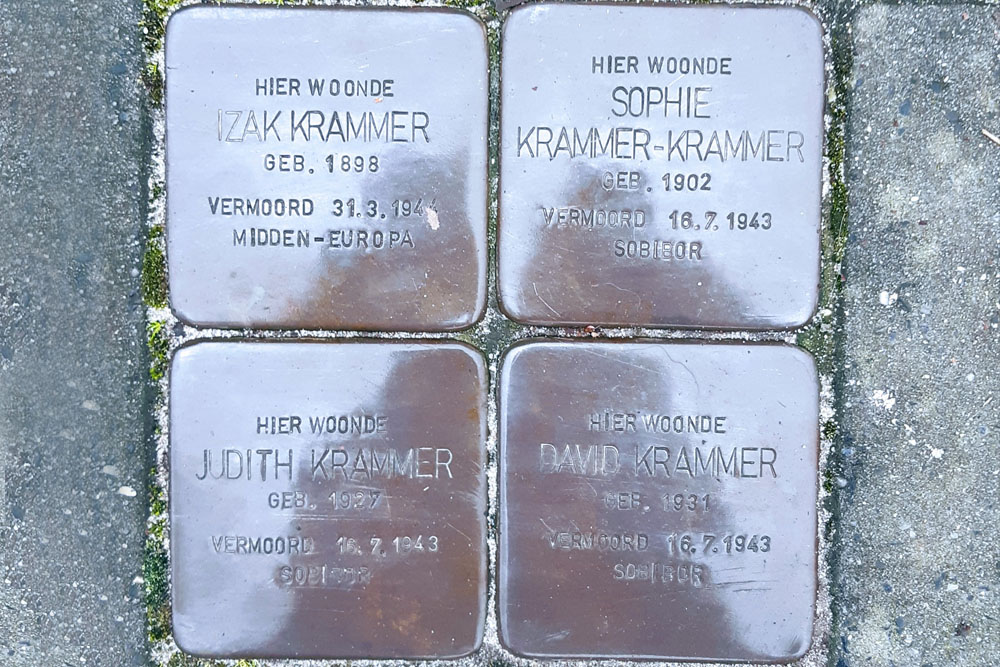 HIER WOONDE
IZAK KRAMMER
GEB. 1898
VERMOORD 31.3.1944
MIDDEN-EUROPA
HIER WOONDE
SOPHIE
KRAMMER-KRAMMER
GEB. 1902
VERMOORD 16.7.1943
SOBIBOR
HIER WOONDE
JUDITH KRAMMER
GEB. 1927
VERMOORD 16.7.1943
SOBIBOR
HIER WOONDE
DAVID KRAMMER
GEB. 1931
VERMOORD 16.7.1943
SOBIBOR